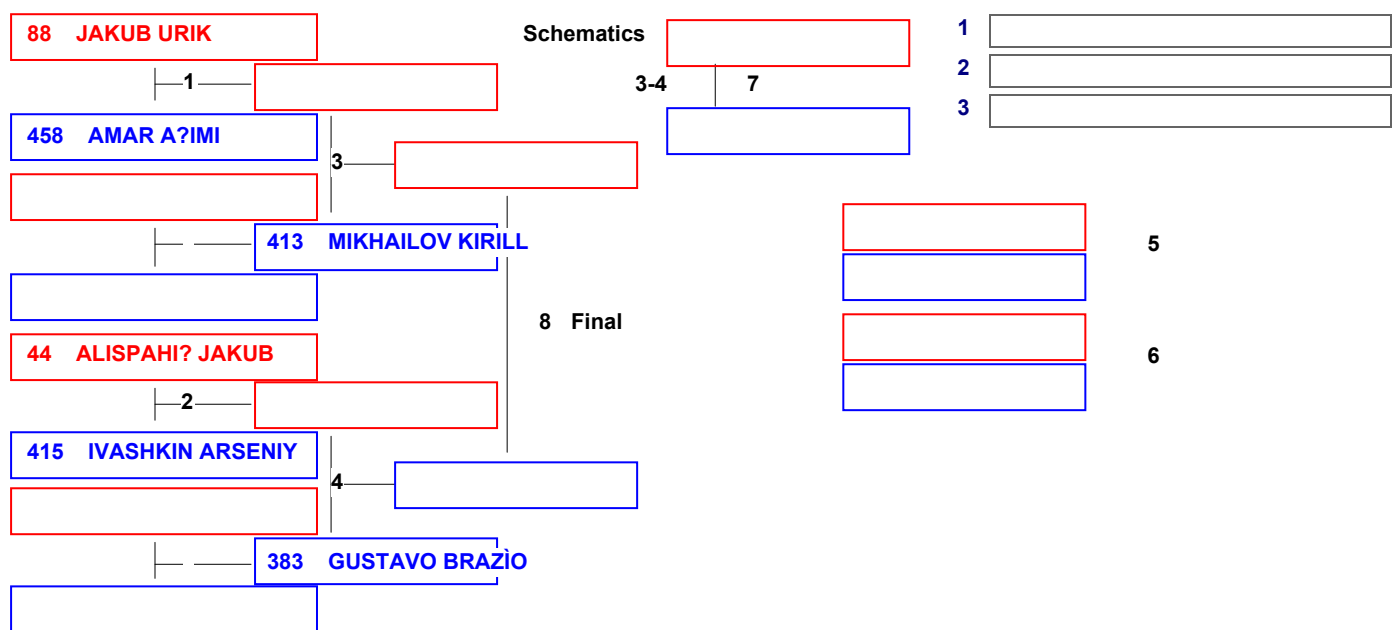 88 JAKUB URIK
1
458 AMAR A?IMI
3
413 MIKHAILOV KIRILL
8 Final
44 ALISPAHI? JAKUB
2
415 IVASHKIN ARSENIY
4
383 GUSTAVO BRAZÌO
Schematics
3-4 7
1
2
3
5
6